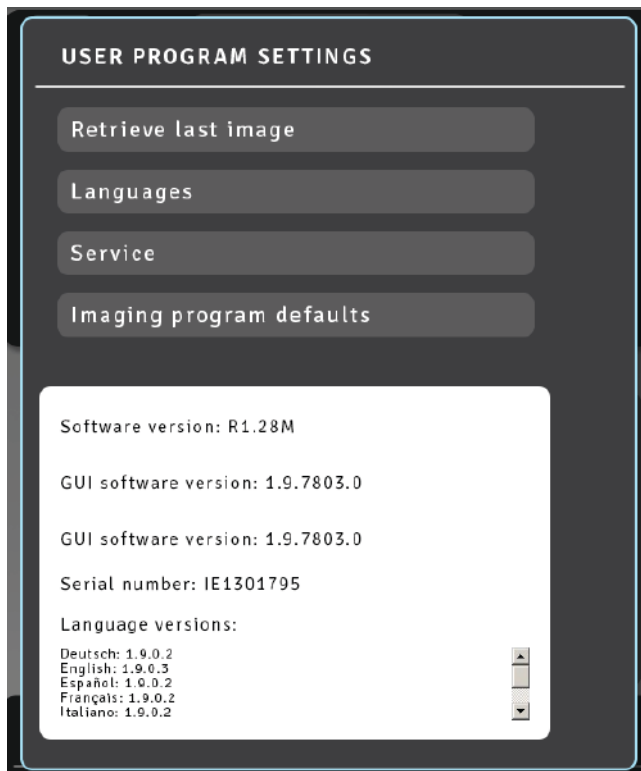 USER PROGRAM SETTINGS
Retrieve last image
Languages
Service
Imaging program defaults
Software version: R1.28M
GUI software version: 1.9.7803.0
GUI software version: 1.9.7803.0
Serial number: IE1301795
Language versions:
Deutsch: 1.9.0.2
English: 1.9.0.3
Español: 1.9.0.2
Français: 1.9.0.2
Italiano: 1.9.0.2